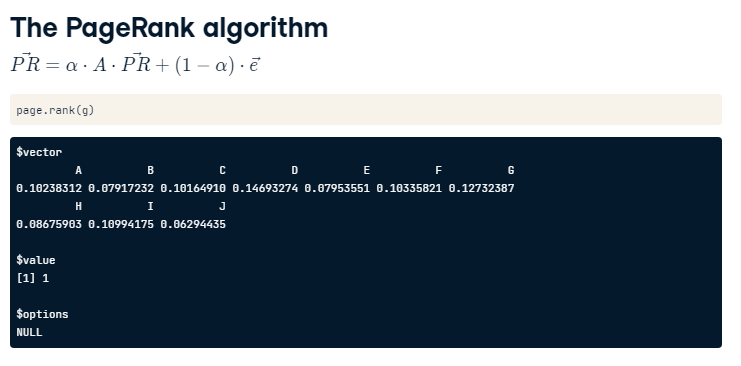 The PageRank algorithm
$\vec{PR} = \alpha \cdot A \cdot \vec{PR} + (1 - \alpha) \cdot \vec{e}$
page.rank(g)
$vector
         A          B          C          D          E          F          G
0.10238312 0.07917232 0.10164910 0.14693274 0.07953551 0.10335821 0.12732387
         H          I          J
0.08675903 0.10994175 0.06294435
$value
[1] 1
$options
NULL